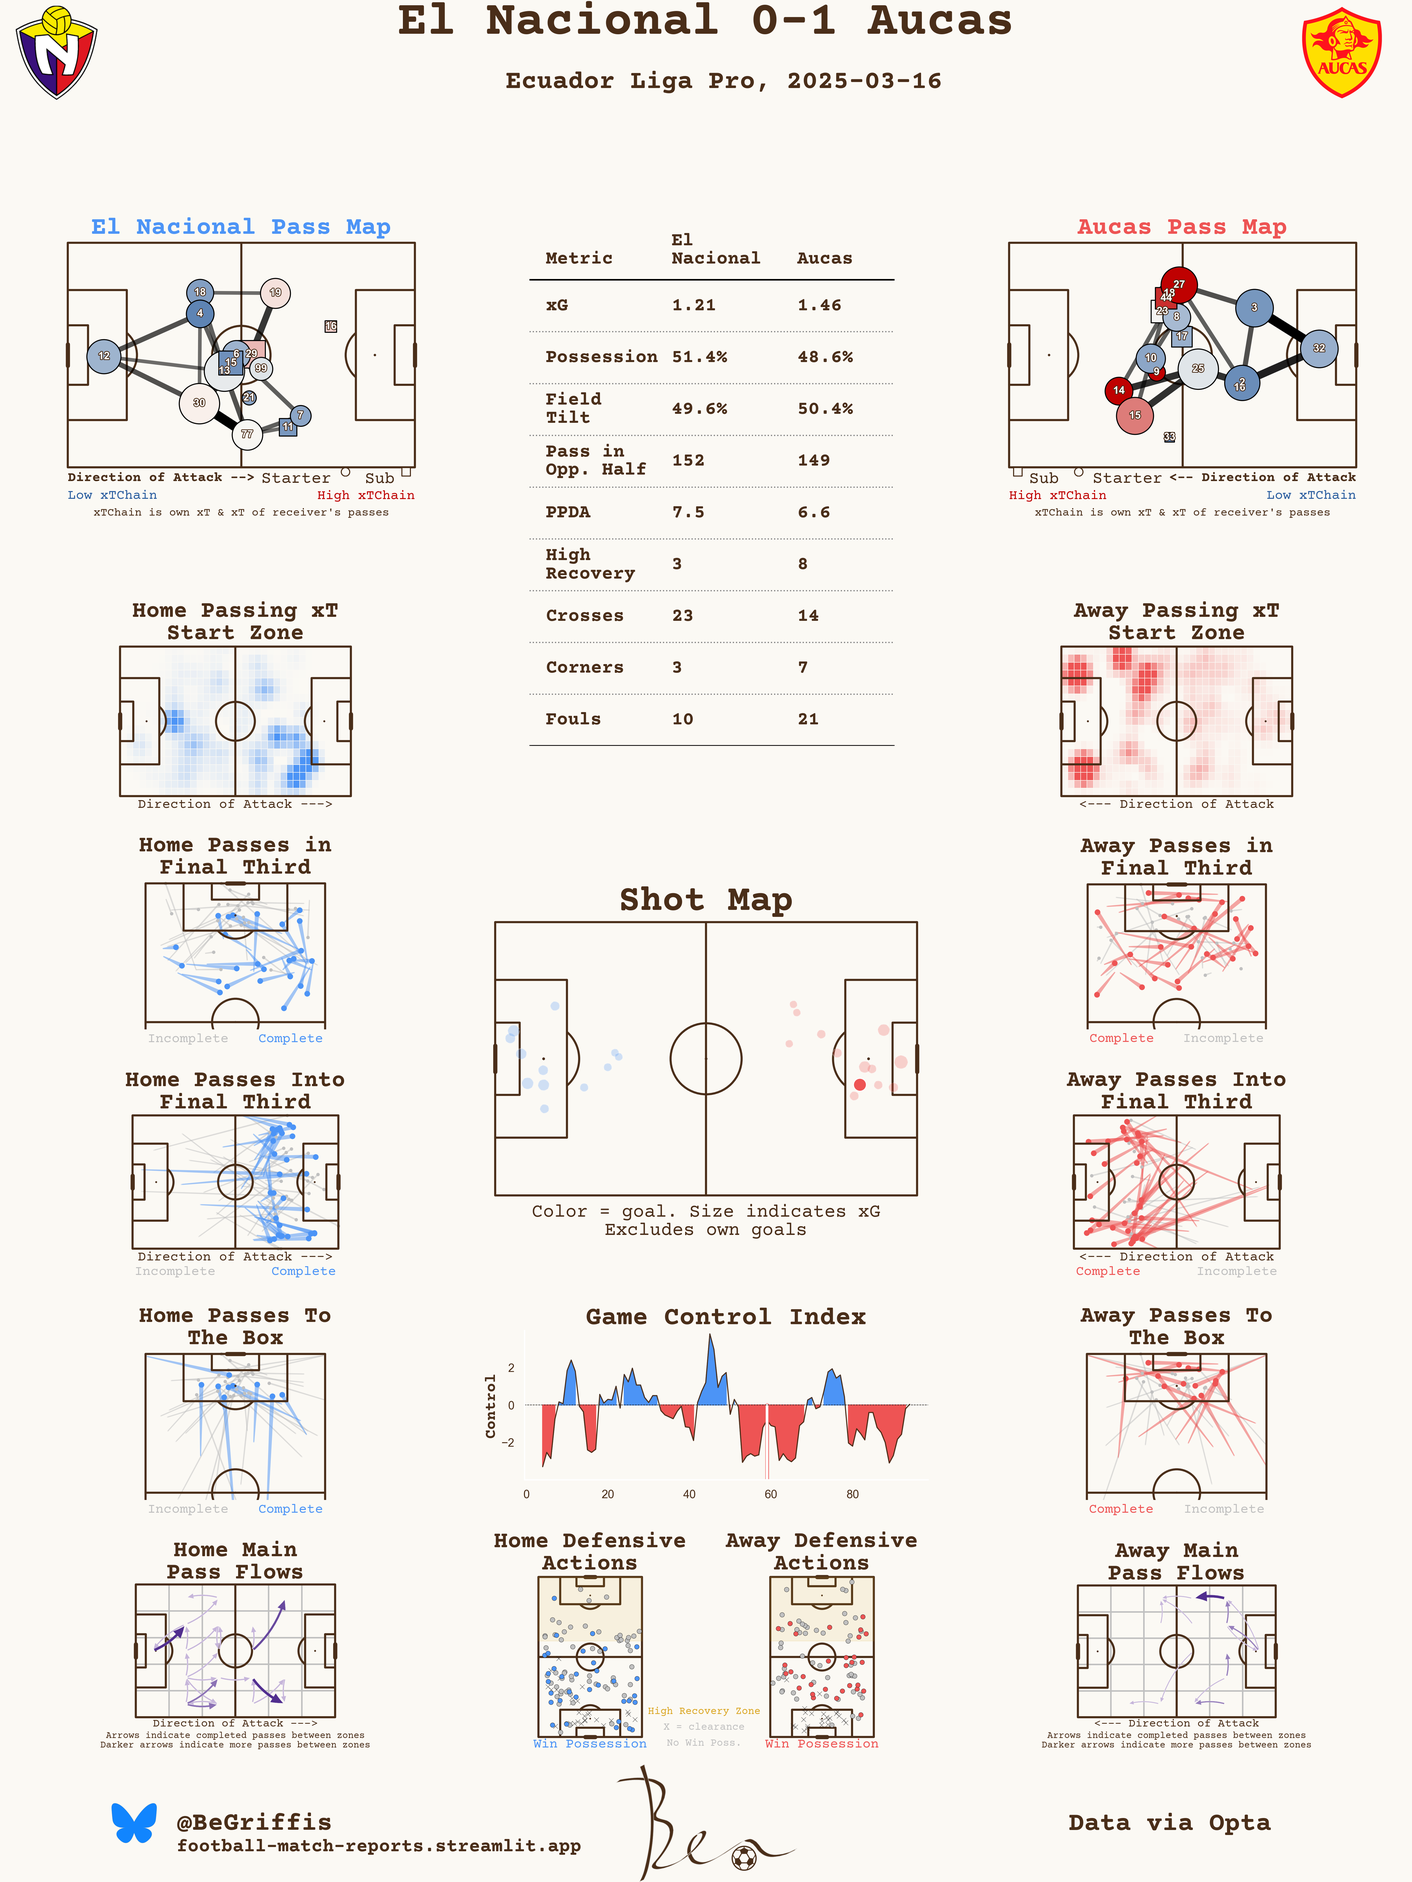 El Nacional 0-1 Aucas
Ecuador Liga Pro, 2025-03-16
N
AUCAS
El Nacional Pass Map
18
19
4
16
12
6
29
15
13
99
30
21
7
11
77
Direction of Attack --> Starter Sub
Low xTChain High xTChain
xTChain is own xT & xT of receiver's passes
Metric El Nacional Aucas
xG 1.21 1.46
Possession 51.4% 48.6%
Field Tilt 49.6% 50.4%
Pass in Opp. Half 152 149
PPDA 7.5 6.6
High Recovery 3 8
Crosses 23 14
Corners 3 7
Fouls 10 21
Aucas Pass Map
27
18
44
23
8
3
17
32
10
9
25
2
16
14
15
33
Sub Starter <-- Direction of Attack
High xTChain Low xTChain
xTChain is own xT & xT of receiver's passes
Home Passing xT
Start Zone
Direction of Attack --->
Away Passing xT
Start Zone
<--- Direction of Attack
Home Passes in
Final Third
Incomplete Complete
Away Passes in
Final Third
Complete Incomplete
Shot Map
Color = goal. Size indicates xG
Excludes own goals
Home Passes Into
Final Third
Direction of Attack --->
Incomplete Complete
Away Passes Into
Final Third
<--- Direction of Attack
Complete Incomplete
Home Passes To
The Box
Incomplete Complete
Game Control Index
Control
2
0
−2
0 20 40 60 80
Away Passes To
The Box
Complete Incomplete
Home Main
Pass Flows
Direction of Attack --->
Arrows indicate completed passes between zones
Darker arrows indicate more passes between zones
Home Defensive
Actions
Win Possession
High Recovery Zone
X = clearance
No Win Poss.
Away Defensive
Actions
Win Possession
Away Main
Pass Flows
<--- Direction of Attack
Arrows indicate completed passes between zones
Darker arrows indicate more passes between zones
@BeGriffis
football-match-reports.streamlit.app
Ben
Data via Opta